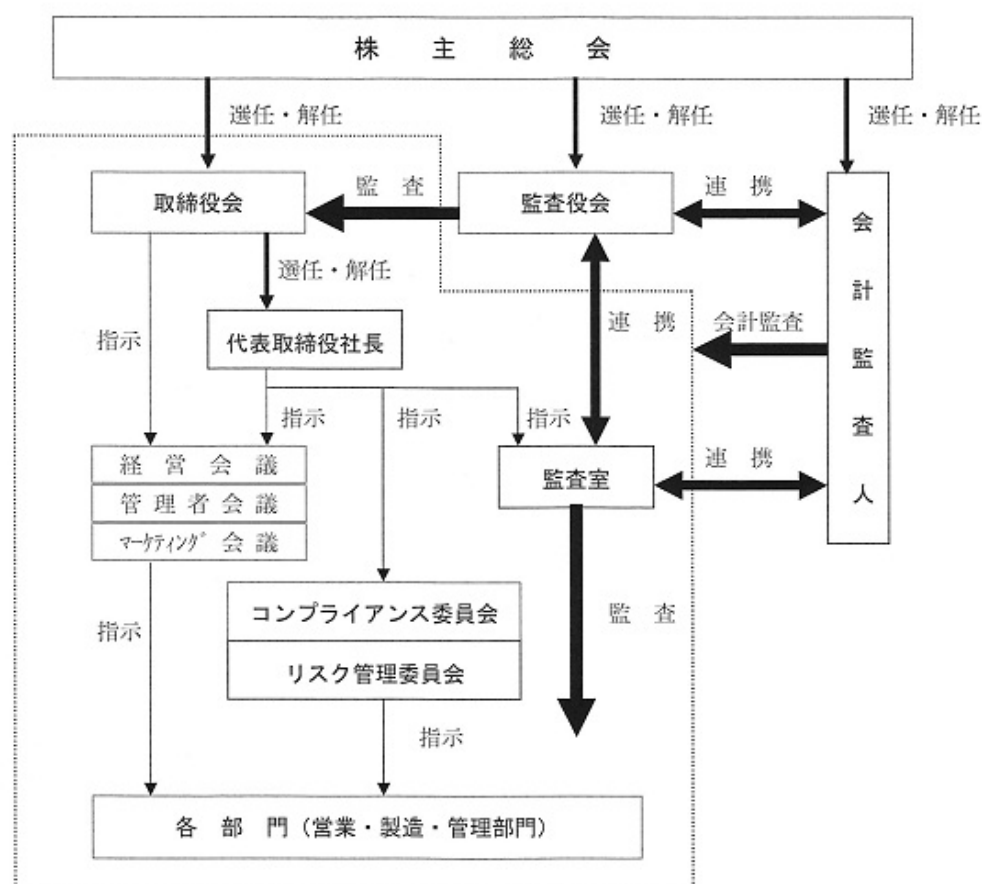 株主総会
選任・解任
選任・解任
選任・解任
取締役会
監査
監査役会
連携
会計監査人
選任・解任
指示
代表取締役社長
連携
会計監査
指示
指示
指示
経営会議
管理者会議
マーケティング会議
監査室
連携
指示
コンプライアンス委員会
リスク管理委員会
監査
指示
各部門（営業・製造・管理部門）